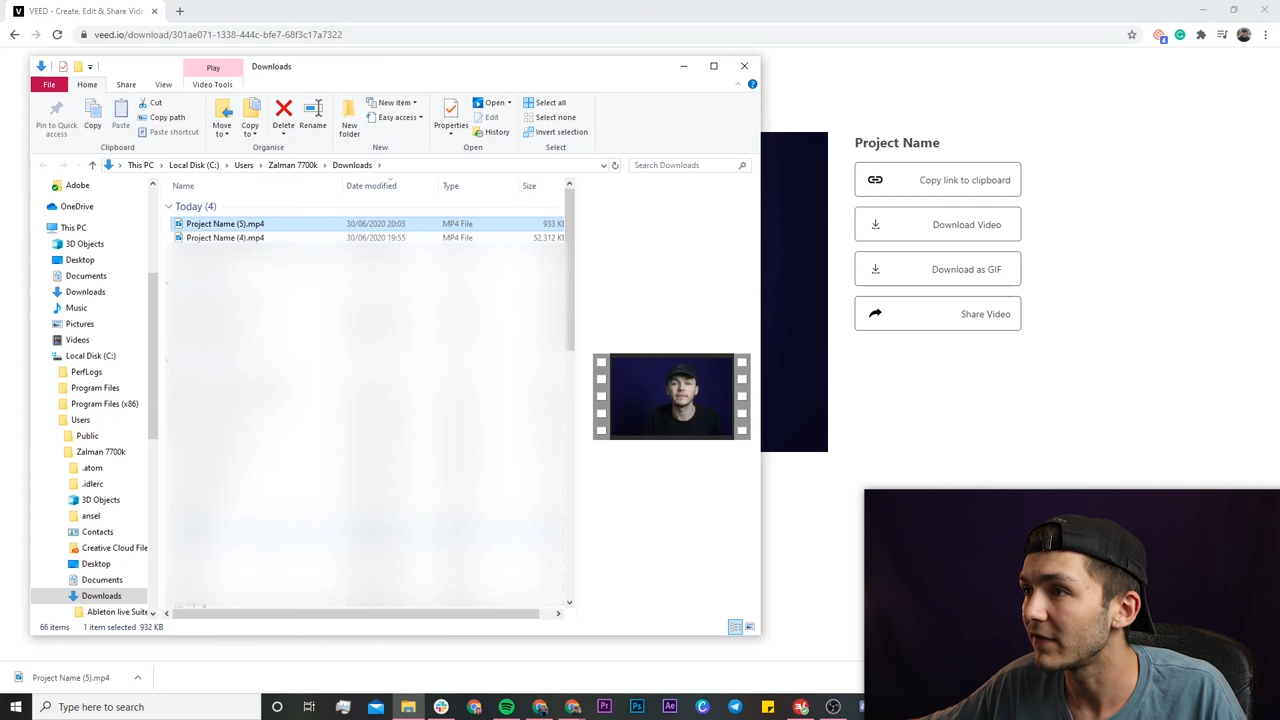 VEED - Create, Edit & Share Video
veed.io/download/301ae071-1338-444c-bfe7-68f3c17a7322
Play
Downloads
File
Home
Share
View
Video Tools
Pin to Quick access
Copy
Paste
Cut
Copy path
Paste shortcut
Clipboard
Move to
Copy to
Delete
Rename
Organise
New folder
New item
Easy access
New
Properties
Open
Edit
History
Open
Select all
Select none
Invert selection
Select
This PC > Local Disk (C:) > Users > Zalman 7700k > Downloads >
Search Downloads
Name
Date modified
Type
Size
Today (4)
Project Name (5).mp4 30/06/2020 20:03 MP4 File 933 K
Project Name (4).mp4 30/06/2020 19:55 MP4 File 52,312 K
Adobe
OneDrive
This PC
3D Objects
Desktop
Documents
Downloads
Music
Pictures
Videos
Local Disk (C:)
PerfLogs
Program Files
Program Files (x86)
Users
Public
Zalman 7700k
.atom
.idlerc
3D Objects
ansel
Contacts
Creative Cloud File
Desktop
Documents
Downloads
Ableton live Suite
66 items
1 item selected 932 KB
Project Name
Copy link to clipboard
Download Video
Download as GIF
Share Video
Project Name (5).mp4
Type here to search
Pr
Ps
Ae